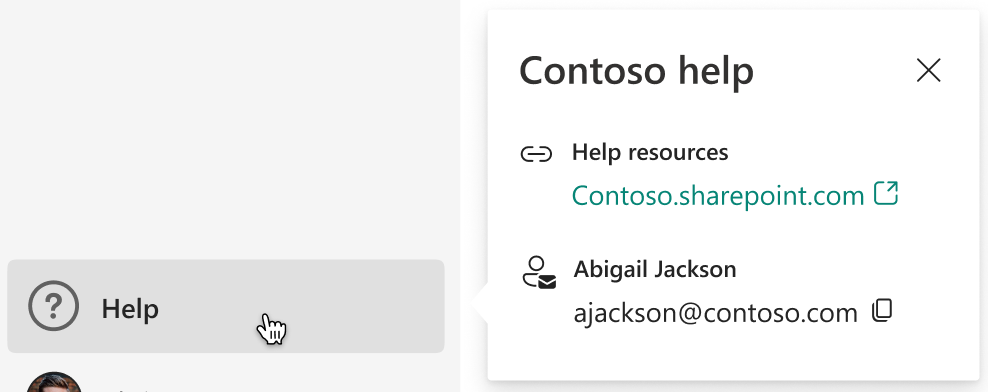 Contoso help
Help resources
Contoso.sharepoint.com
Abigail Jackson
ajackson@contoso.com
Help